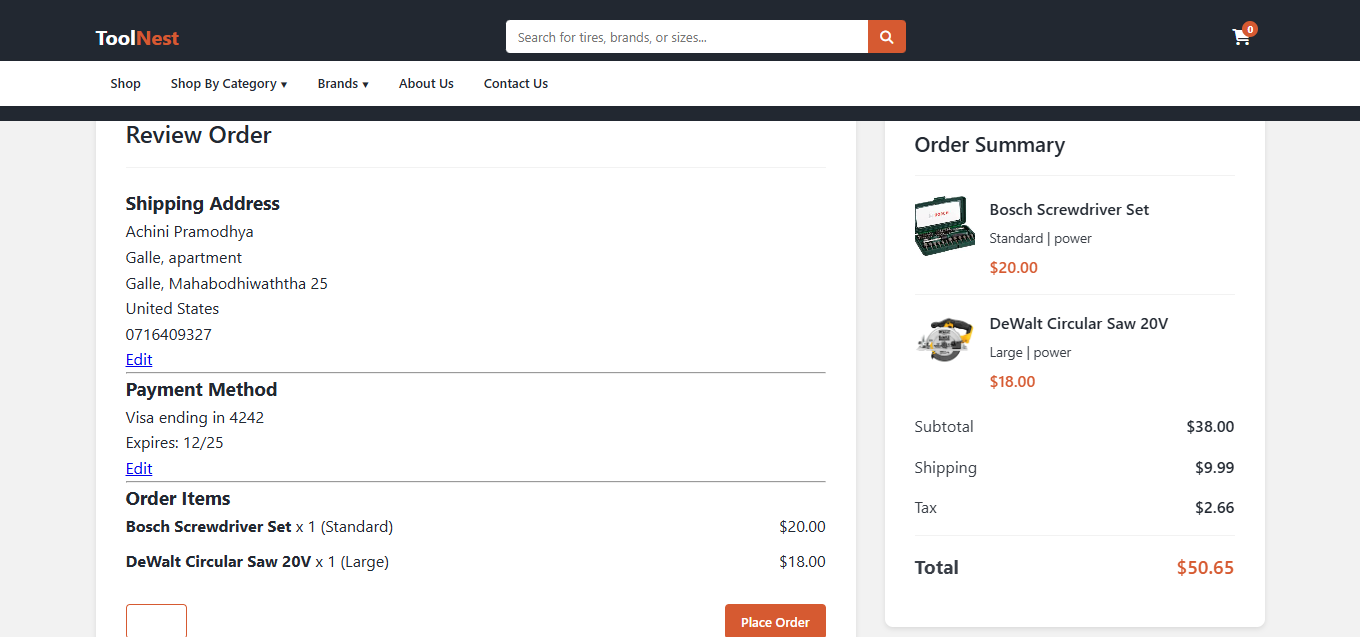 ToolNest
Search for tires, brands, or sizes...
0
Shop
Shop By Category ▾
Brands ▾
About Us
Contact Us
Review Order
Shipping Address
Achini Pramodhya
Galle, apartment
Galle, Mahabodhiwaththa 25
United States
0716409327
Edit
Payment Method
Visa ending in 4242
Expires: 12/25
Edit
Order Items
Bosch Screwdriver Set x 1 (Standard) $20.00
DeWalt Circular Saw 20V x 1 (Large) $18.00
Place Order
Order Summary
Bosch Screwdriver Set
Standard | power
$20.00
DeWalt Circular Saw 20V
Large | power
$18.00
Subtotal $38.00
Shipping $9.99
Tax $2.66
Total $50.65